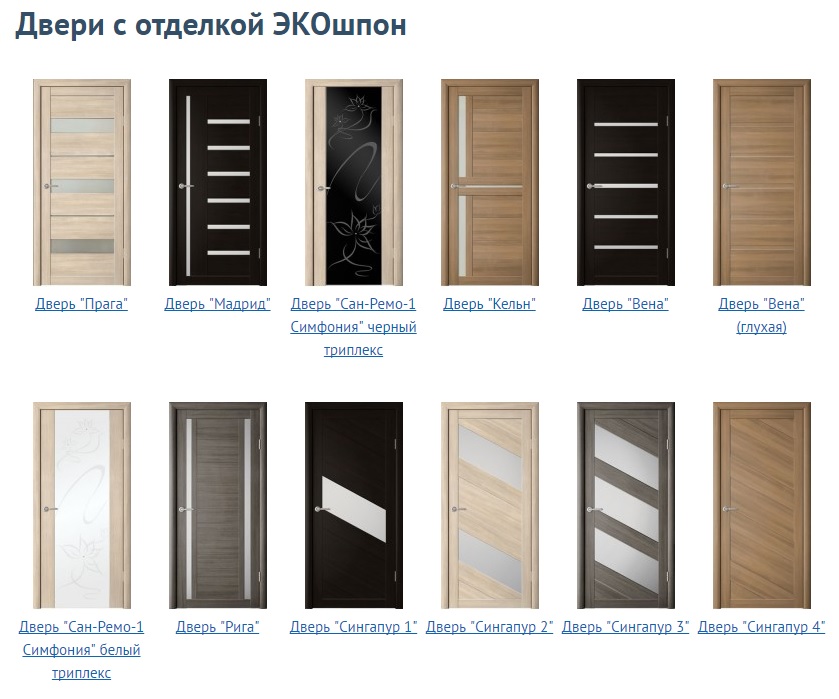 Двери с отделкой ЭКОшпон
Дверь "Прага"
Дверь "Мадрид"
Дверь "Сан-Ремо-1
Симфония" черный
триплекс
Дверь "Кельн"
Дверь "Вена"
Дверь "Вена"
(глухая)
Дверь "Сан-Ремо-1
Симфония" белый
триплекс
Дверь "Рига"
Дверь "Сингапур 1"
Дверь "Сингапур 2"
Дверь "Сингапур 3"
Дверь "Сингапур 4"